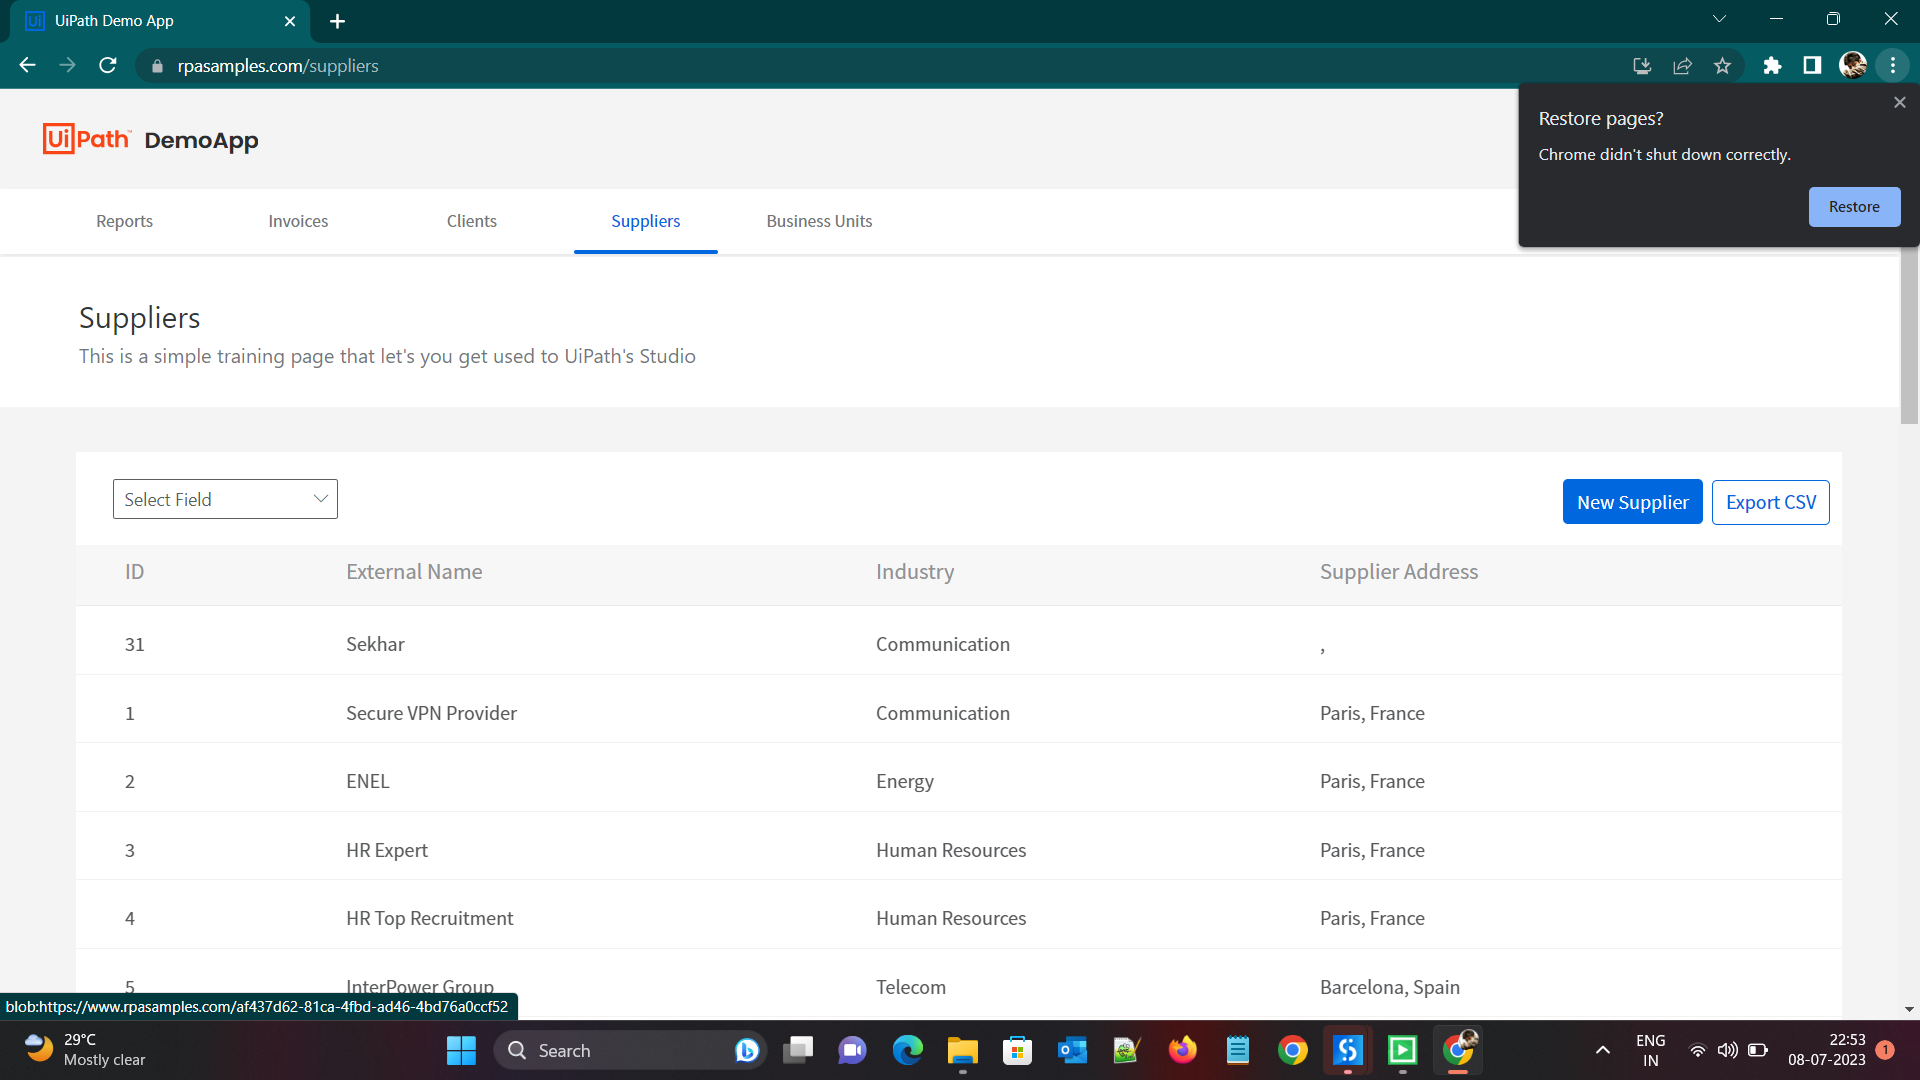 UiPath Demo App
rpasamples.com/suppliers
Restore pages?
Chrome didn't shut down correctly.
Restore
UiPath™ DemoApp
Reports Invoices Clients Suppliers Business Units
Suppliers
This is a simple training page that let's you get used to UiPath's Studio
Select Field New Supplier Export CSV
ID External Name Industry Supplier Address
31 Sekhar Communication ,
1 Secure VPN Provider Communication Paris, France
2 ENEL Energy Paris, France
3 HR Expert Human Resources Paris, France
4 HR Top Recruitment Human Resources Paris, France
5 InterPower Group Telecom Barcelona, Spain
blob:https://www.rpasamples.com/af437d62-81ca-4fbd-ad46-4bd76a0ccf52
29°C
Mostly clear
Search
ENG
IN
22:53
08-07-2023
1